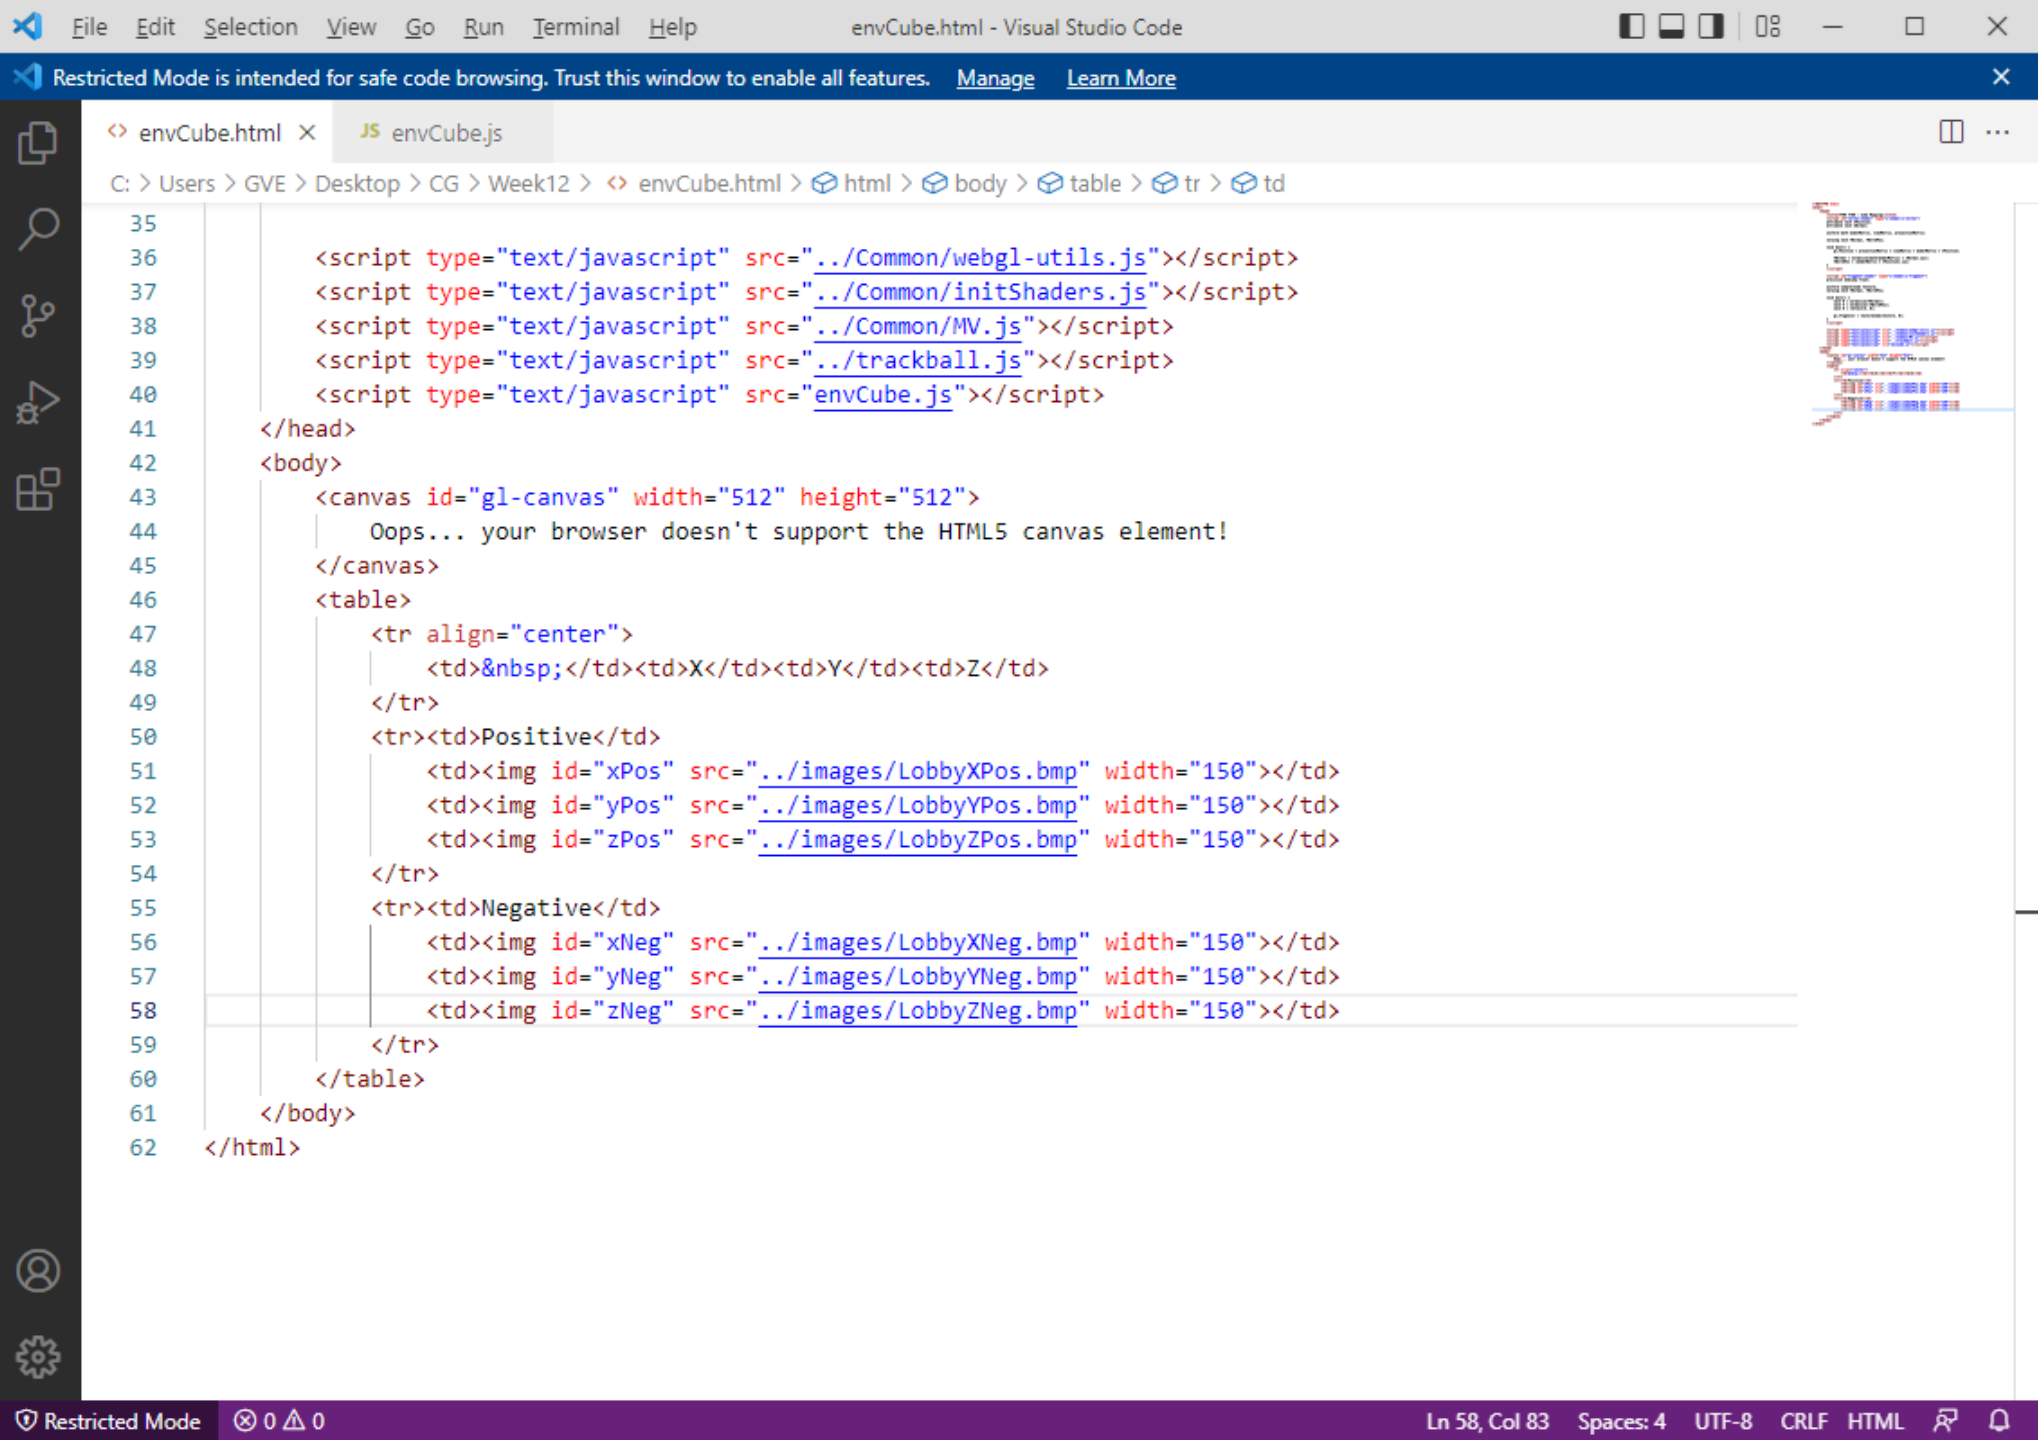 File Edit Selection View Go Run Terminal Help envCube.html - Visual Studio Code
Restricted Mode is intended for safe code browsing. Trust this window to enable all features. Manage Learn More
envCube.html JS envCube.js
C: > Users > GVE > Desktop > CG > Week12 > <> envCube.html > html > body > table > tr > td
35
36 <script type="text/javascript" src="../Common/webgl-utils.js"></script>
37 <script type="text/javascript" src="../Common/initShaders.js"></script>
38 <script type="text/javascript" src="../Common/MV.js"></script>
39 <script type="text/javascript" src="../trackball.js"></script>
40 <script type="text/javascript" src="envCube.js"></script>
41 </head>
42 <body>
43 <canvas id="gl-canvas" width="512" height="512">
44 Oops... your browser doesn't support the HTML5 canvas element!
45 </canvas>
46 <table>
47 <tr align="center">
48 <td>&nbsp;</td><td>X</td><td>Y</td><td>Z</td>
49 </tr>
50 <tr><td>Positive</td>
51 <td><img id="xPos" src="../images/LobbyXPos.bmp" width="150"></td>
52 <td><img id="yPos" src="../images/LobbyYPos.bmp" width="150"></td>
53 <td><img id="zPos" src="../images/LobbyZPos.bmp" width="150"></td>
54 </tr>
55 <tr><td>Negative</td>
56 <td><img id="xNeg" src="../images/LobbyXNeg.bmp" width="150"></td>
57 <td><img id="yNeg" src="../images/LobbyYNeg.bmp" width="150"></td>
58 <td><img id="zNeg" src="../images/LobbyZNeg.bmp" width="150"></td>
59 </tr>
60 </table>
61 </body>
62 </html>
Restricted Mode 0 0 Ln 58, Col 83 Spaces: 4 UTF-8 CRLF HTML